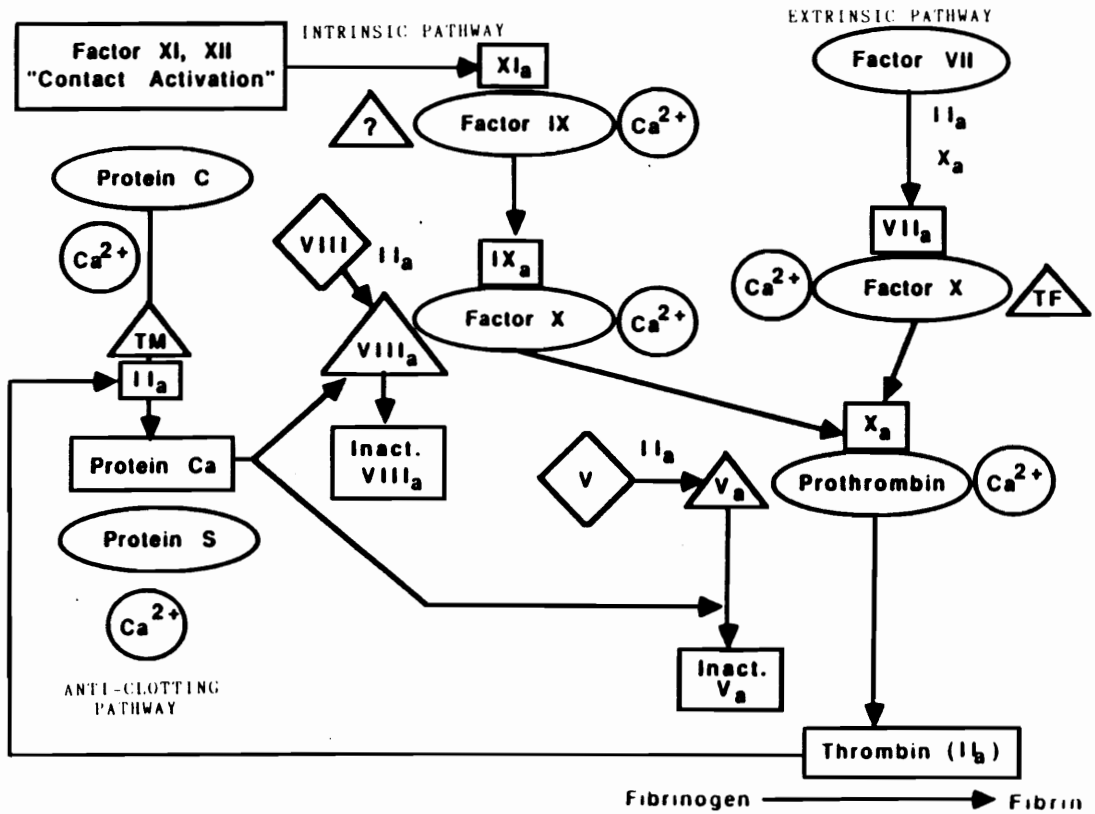 INTRINSIC PATHWAY
EXTRINSIC PATHWAY
Factor XI, XII
"Contact Activation"
XIa
Factor VII
?
Factor IX
Ca2+
IIa
Xa
Protein C
Ca2+
VIII
IIa
IXa
VIIa
Factor X
Ca2+
Ca2+
Factor X
TF
TM
VIIIa
IIa
Xa
Protein Ca
Inact.
VIIIa
V
IIa
Va
Prothrombin
Ca2+
Protein S
Ca2+
Inact.
Va
ANTI-CLOTTING
PATHWAY
Thrombin (IIa)
Fibrinogen
Fibrin